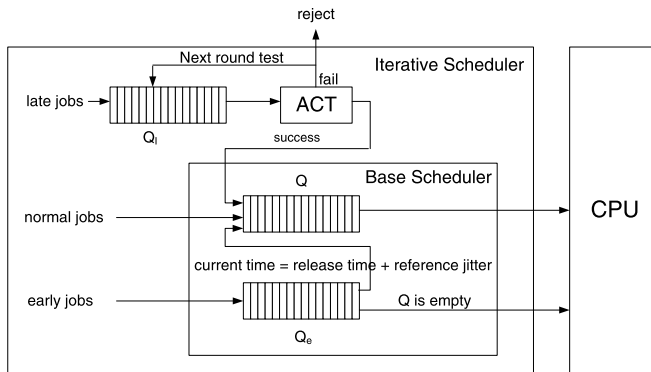 reject
Next round test
Iterative Scheduler
fail
late jobs
ACT
Ql
success
Base Scheduler
Q
normal jobs
CPU
current time = release time + reference jitter
early jobs
Q is empty
Qe